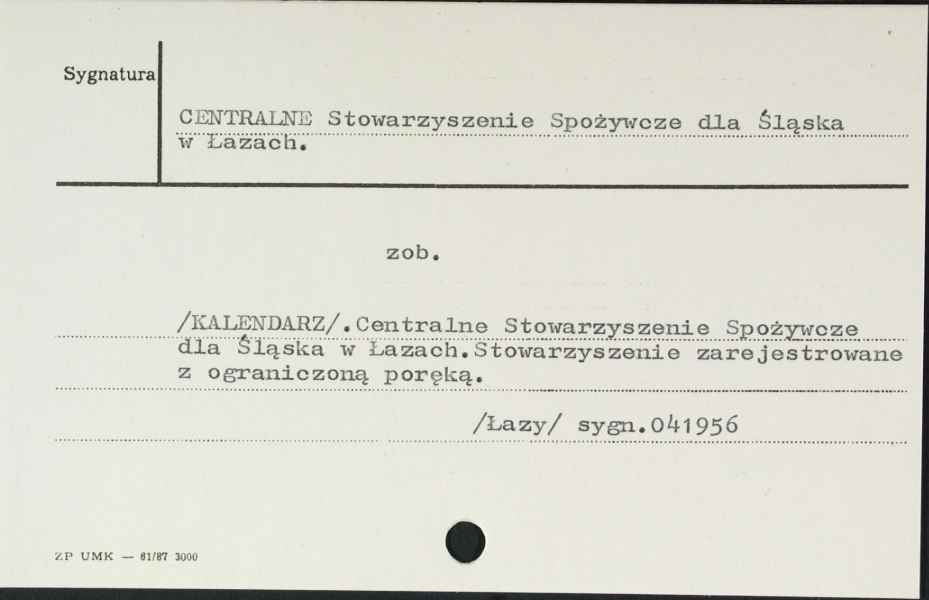 Sygnatura
CENTRALNE Stowarzyszenie Spożywcze dla Śląska
w Łazach.
zob.
/KALENDARZ/.Centralne Stowarzyszenie Spożywcze
dla Śląska w Łazach.Stowarzyszenie zarejestrowane
z ograniczoną poręką.
/Łazy/ sygn.041956
ZP UMK — 61/87 3000